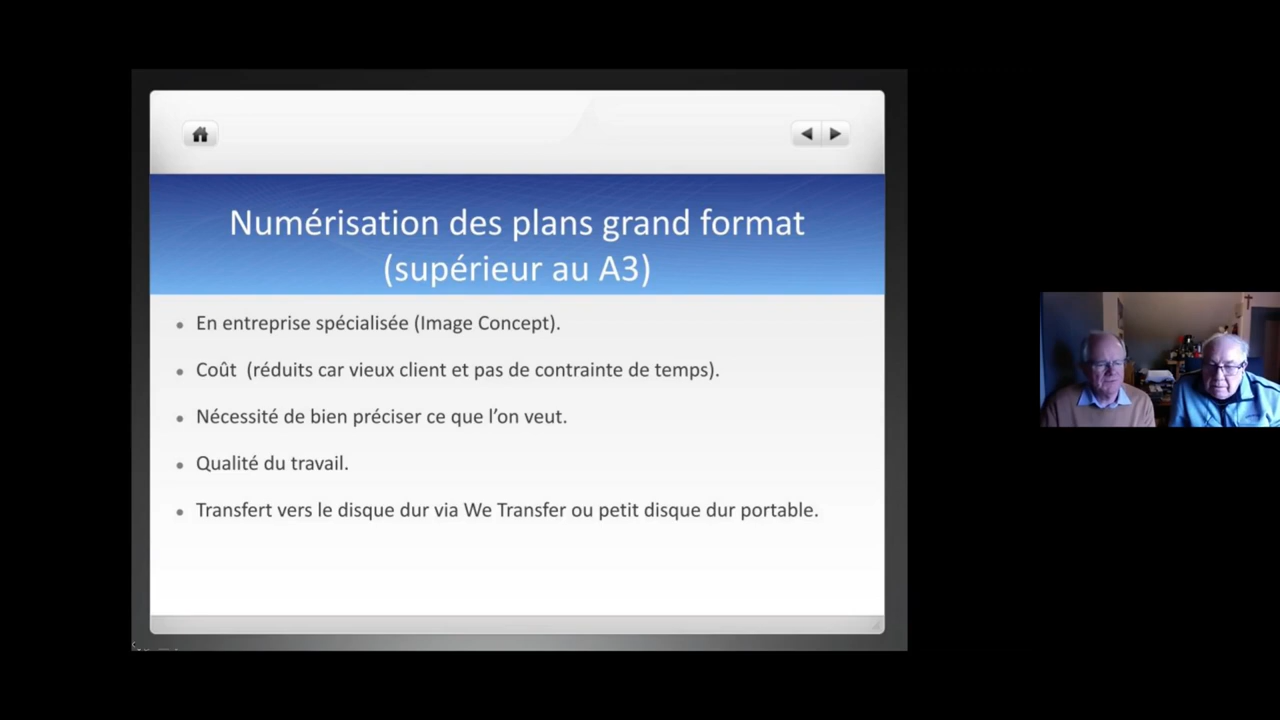 Numérisation des plans grand format
(supérieur au A3)
En entreprise spécialisée (Image Concept).
Coût  (réduits car vieux client et pas de contrainte de temps).
Nécessité de bien préciser ce que l’on veut.
Qualité du travail.
Transfert vers le disque dur via We Transfer ou petit disque dur portable.